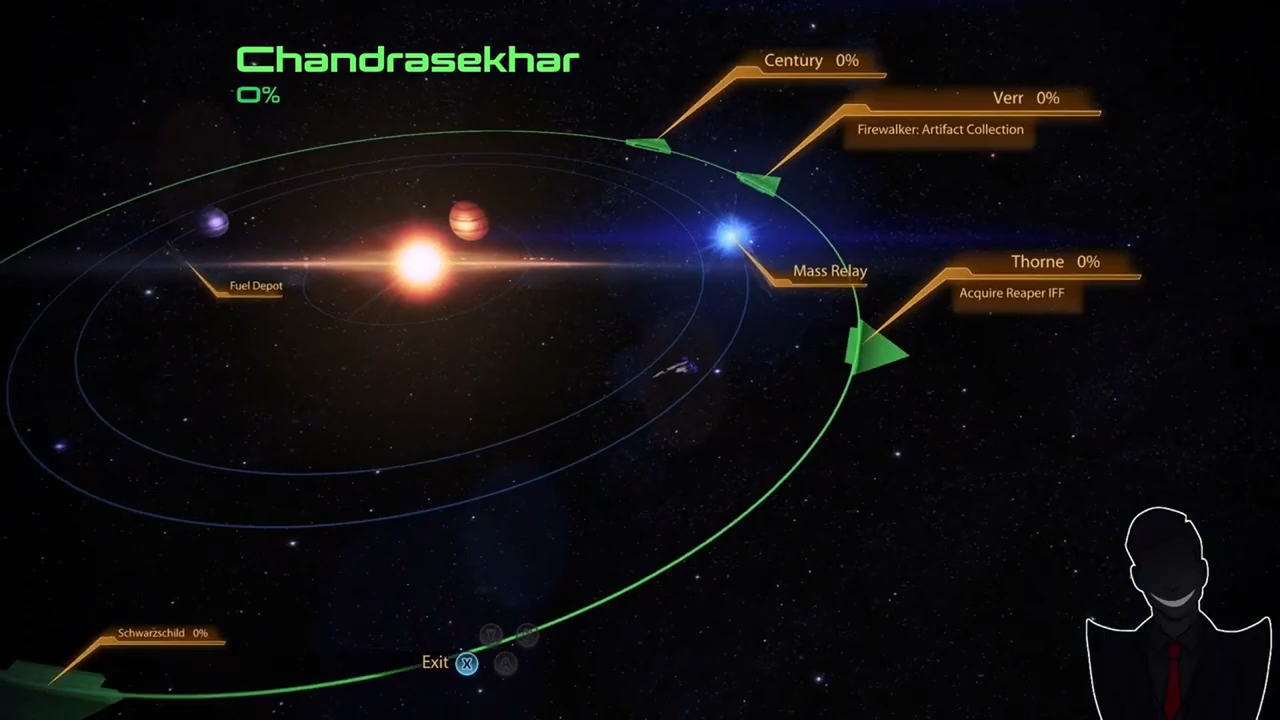 Chandrasekhar
0%
Century 0%
Verr 0%
Firewalker: Artifact Collection
Thorne 0%
Acquire Reaper IFF
Mass Relay
Fuel Depot
Schwarzschild 0%
Exit X